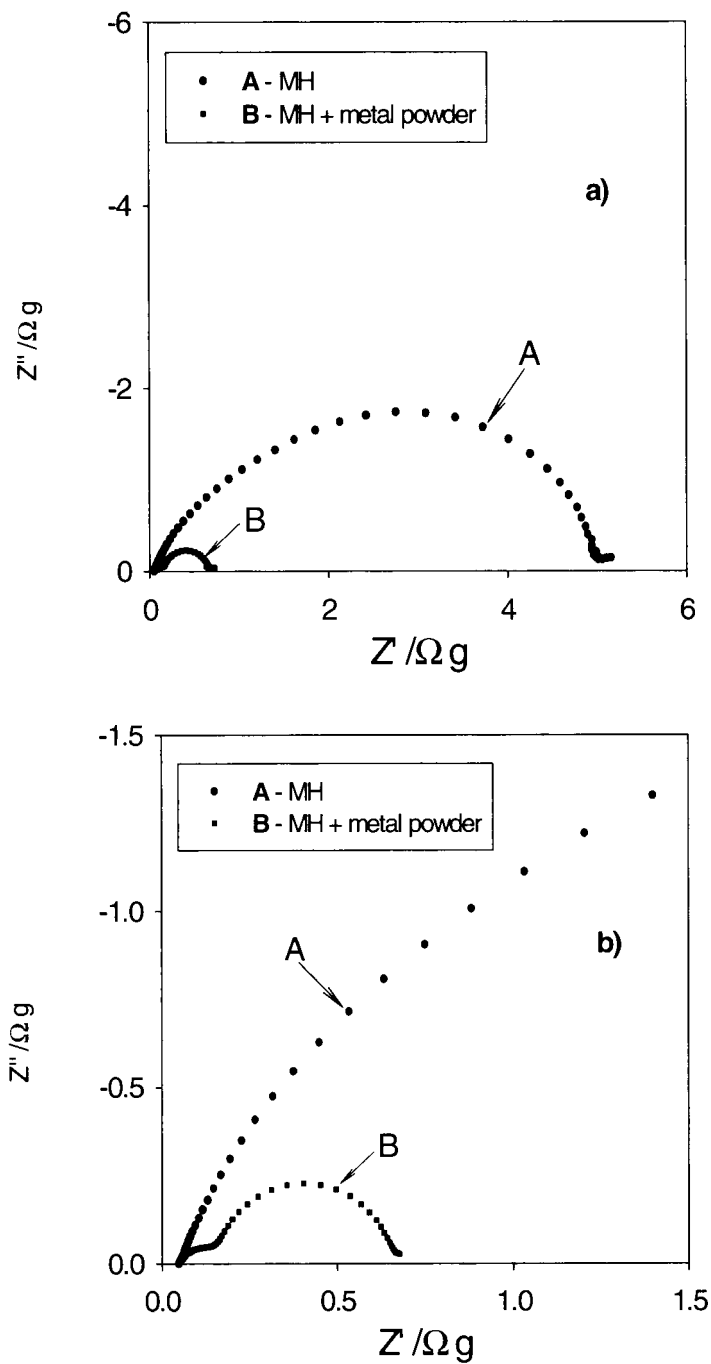 -6
A - MH
B - MH + metal powder
a)
-4
Z''/Ω g
-2
A
B
0
0 2 4 6
Z'/Ω g
-1.5
A - MH
B - MH + metal powder
-1.0
A
b)
Z''/Ω g
-0.5
B
0.0
0.0 0.5 1.0 1.5
Z'/Ω g